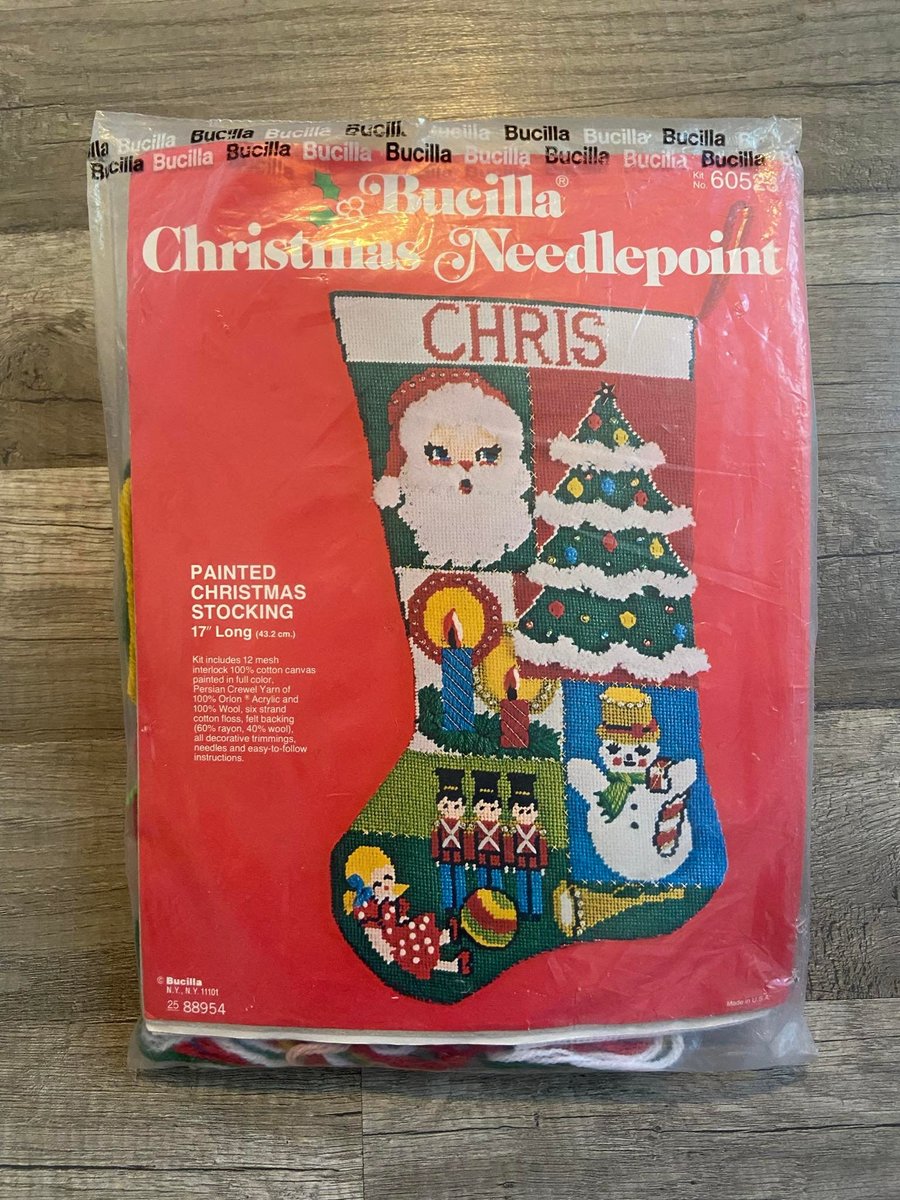 Bucilla Bucilla Bucilla Bucilla Bucilla Bucilla Bucilla
Bucilla Bucilla Bucilla Bucilla Bucilla Bucilla Bucilla Bucilla Bucilla
Kit No. 6052
Bucilla®
Christmas Needlepoint
CHRIS
PAINTED
CHRISTMAS
STOCKING
17" Long (43.2 cm.)
Kit includes 12 mesh
interlock 100% cotton canvas
painted in full color,
Persian Crewel Yarn of
100% Orlon® Acrylic and
100% Wool, six strand
cotton floss, felt backing
(60% rayon, 40% wool),
all decorative trimmings,
needles and easy-to-follow
instructions.
© Bucilla
N.Y., N.Y. 11101
25 88954
Made in U.S.A.